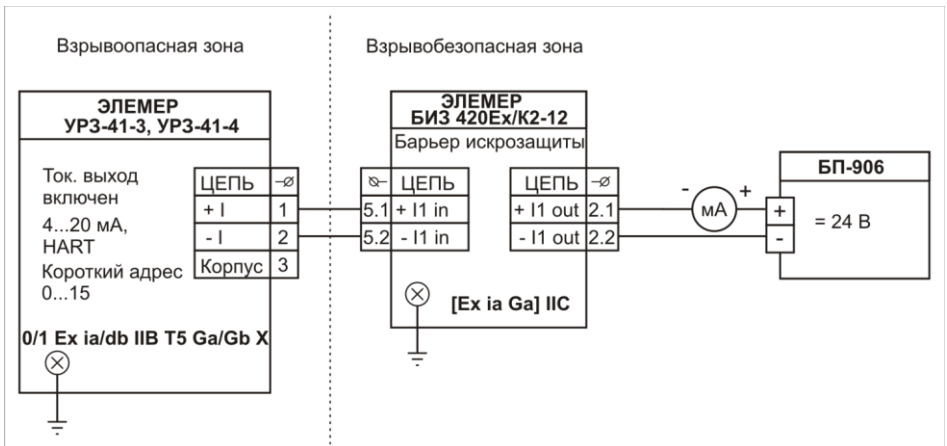 Взрывоопасная зона
Взрывобезопасная зона
ЭЛЕМЕР
УРЗ-41-3, УРЗ-41-4
Ток. выход
включен
4...20 мА,
HART
Короткий адрес
0...15
ЦЕПЬ
+ I 1
- I 2
Корпус 3
0/1 Ex ia/db IIB T5 Ga/Gb X
ЭЛЕМЕР
БИЗ 420Ex/К2-12
Барьер искрозащиты
ЦЕПЬ
5.1 + I1 in
5.2 - I1 in
ЦЕПЬ
+ I1 out 2.1
- I1 out 2.2
[Ex ia Ga] IIC
- мА +
БП-906
+
-
= 24 В